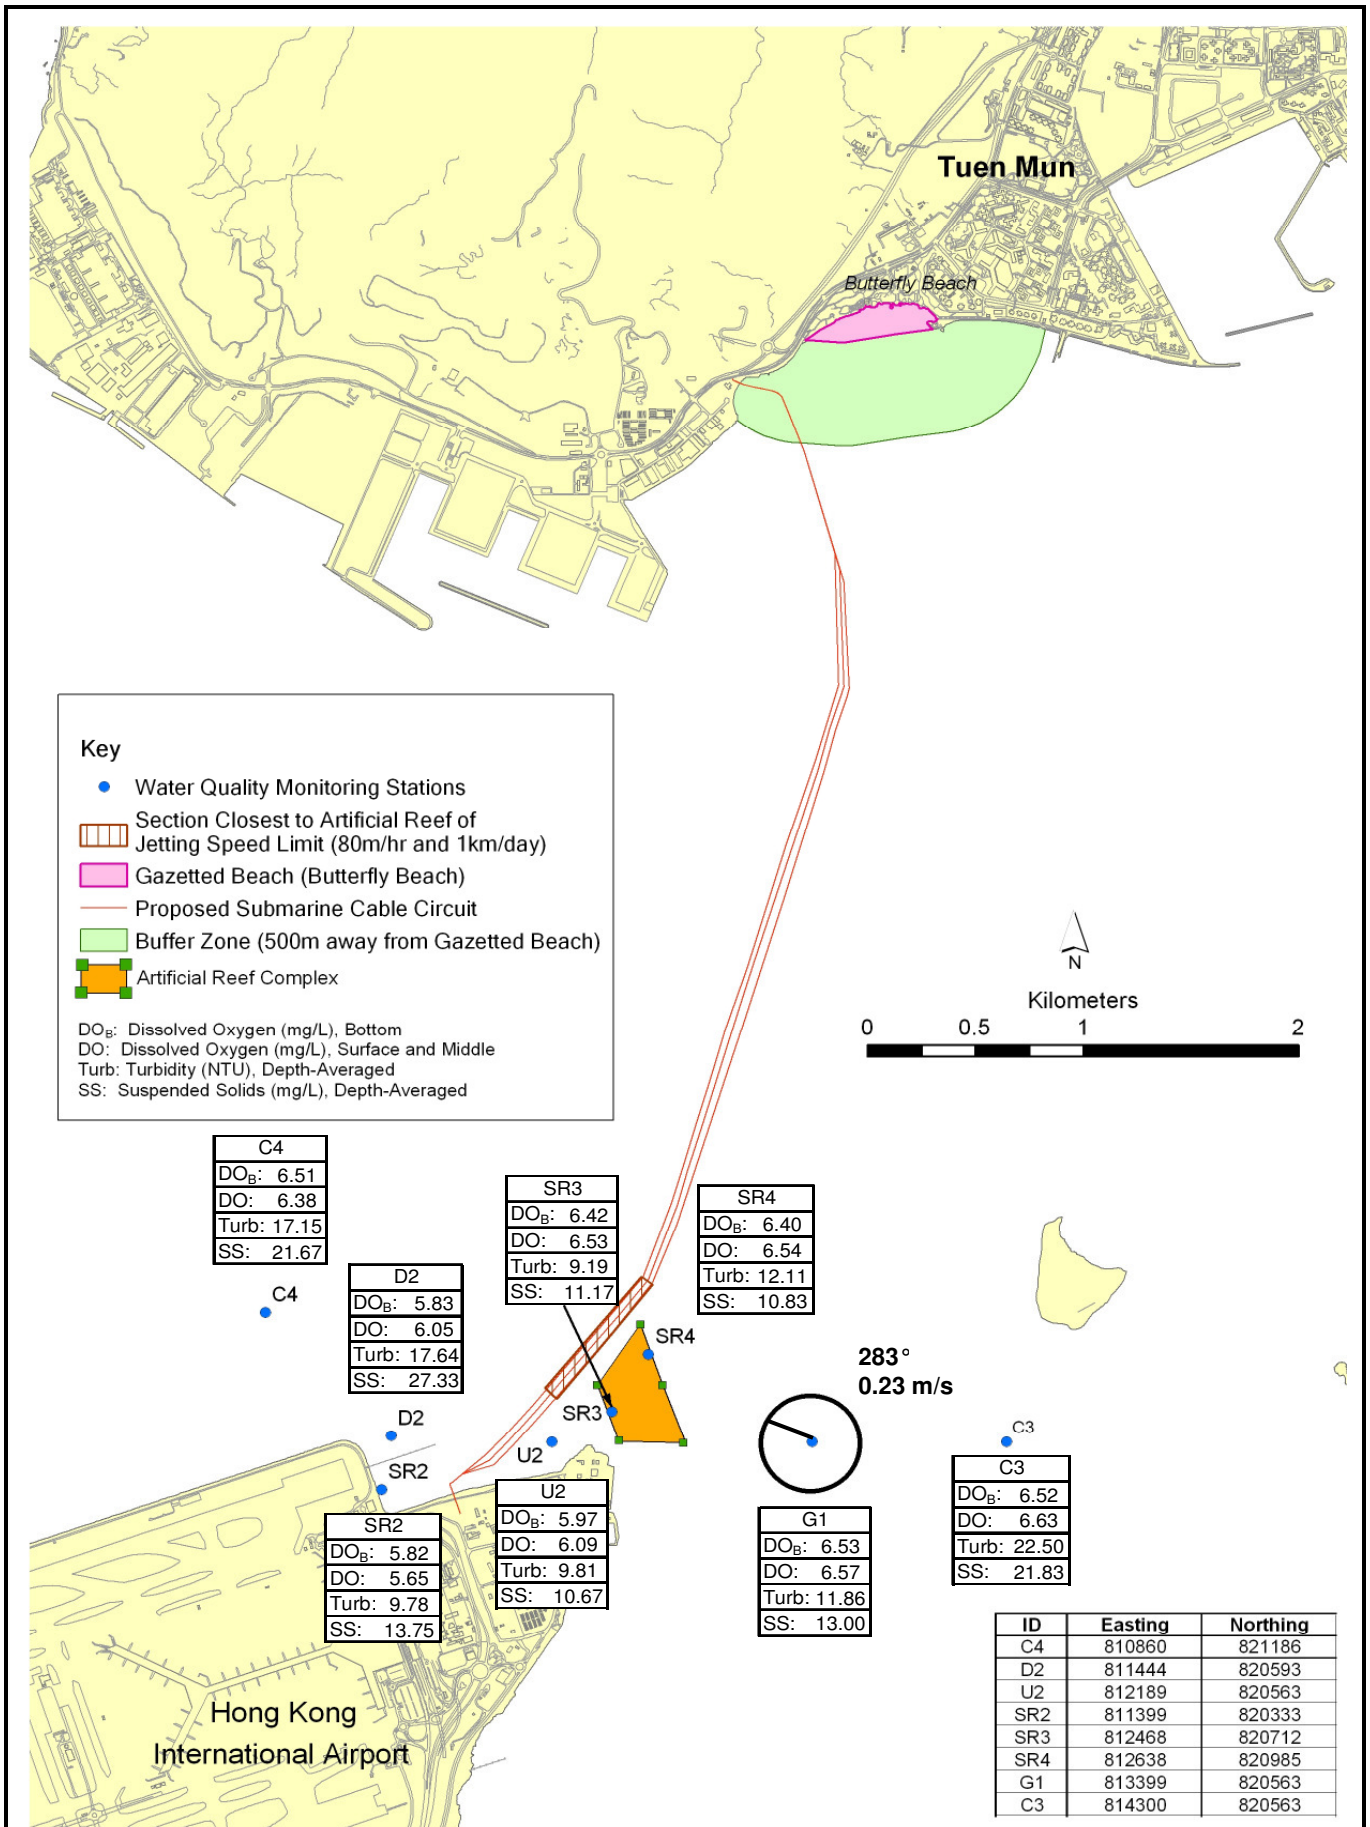 Tuen Mun
Butterfly Beach
Key
Water Quality Monitoring Stations
Section Closest to Artificial Reef of
Jetting Speed Limit (80m/hr and 1km/day)
Gazetted Beach (Butterfly Beach)
Proposed Submarine Cable Circuit
Buffer Zone (500m away from Gazetted Beach)
Artificial Reef Complex
DOB: Dissolved Oxygen (mg/L), Bottom
DO: Dissolved Oxygen (mg/L), Surface and Middle
Turb: Turbidity (NTU), Depth-Averaged
SS: Suspended Solids (mg/L), Depth-Averaged
N
Kilometers
0 0.5 1 2
C4
DOB: 6.51
DO: 6.38
Turb: 17.15
SS: 21.67
C4
SR3
DOB: 6.42
DO: 6.53
Turb: 9.19
SS: 11.17
SR4
DOB: 6.40
DO: 6.54
Turb: 12.11
SS: 10.83
D2
DOB: 5.83
DO: 6.05
Turb: 17.64
SS: 27.33
SR4
283°
0.23 m/s
SR3
D2
U2
C3
SR2
C3
DOB: 6.52
DO: 6.63
Turb: 22.50
SS: 21.83
U2
DOB: 5.97
DO: 6.09
Turb: 9.81
SS: 10.67
SR2
DOB: 5.82
DO: 5.65
Turb: 9.78
SS: 13.75
G1
DOB: 6.53
DO: 6.57
Turb: 11.86
SS: 13.00
Hong Kong
International Airport
ID Easting Northing
C4 810860 821186
D2 811444 820593
U2 812189 820563
SR2 811399 820333
SR3 812468 820712
SR4 812638 820985
G1 813399 820563
C3 814300 820563